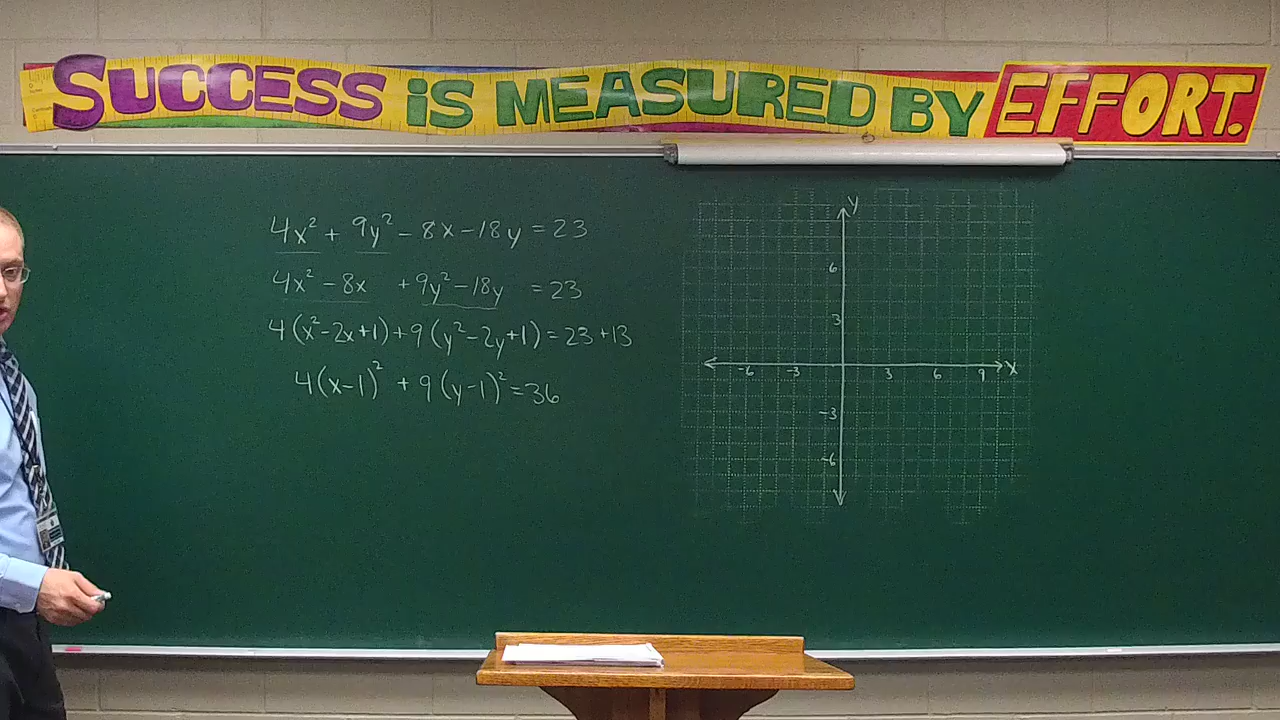 SUCCESS iS MEASURED BY EFFORT.
4x² + 9y² - 8x - 18y = 23
4x² - 8x + 9y² - 18y = 23
4(x² - 2x + 1) + 9(y² - 2y + 1) = 23 + 13
4(x - 1)² + 9(y - 1)² = 36
y
6
3
-6 -3 3 6 9 x
-3
-6